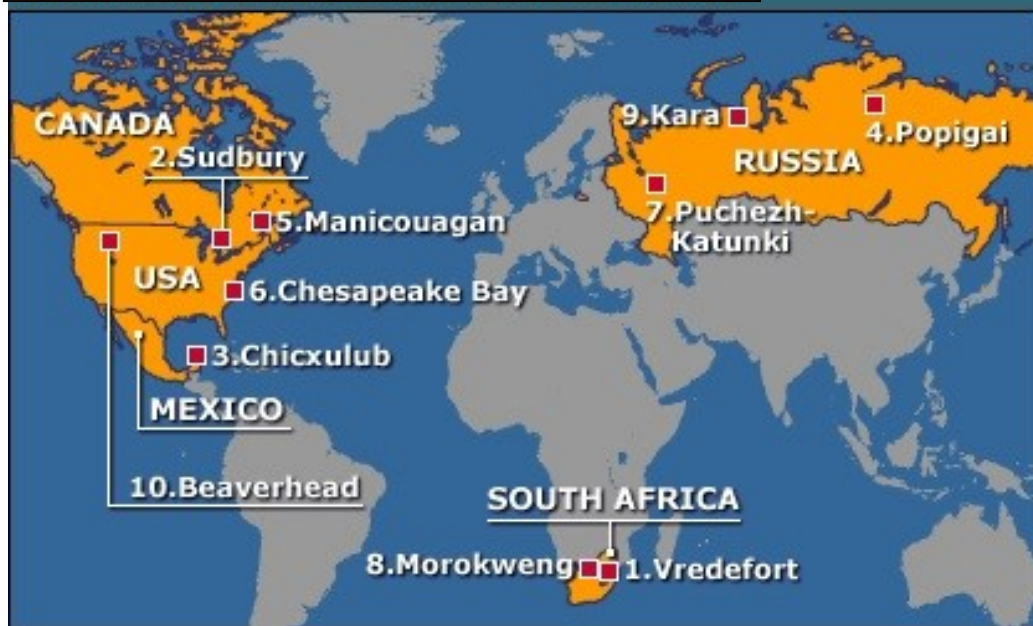 CANADA
2.Sudbury
5.Manicouagan
USA
6.Chesapeake Bay
3.Chicxulub
MEXICO
10.Beaverhead
9.Kara
4.Popigai
RUSSIA
7.Puchezh-
Katunki
SOUTH AFRICA
8.Morokweng
1.Vredefort